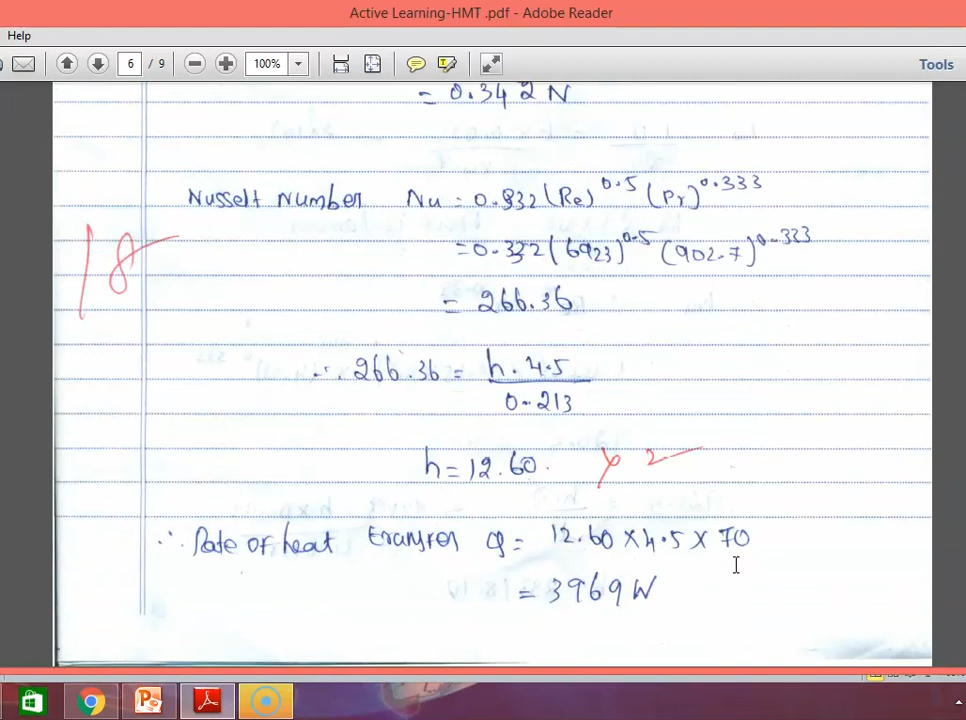 Active Learning-HMT .pdf - Adobe Reader
Help
6 / 9 100% Tools
= 0.342 N
Nusselt Number Nu = 0.332 (Re)^0.5 (Pr)^0.333
= 0.332 (6923)^0.5 (902.7)^0.333
= 266.36
18
∴ 266.36 = h. 4.5 / 0.213
h = 12.60.
2
∴ Rate of heat transfer Q = 12.60 × 4.5 × 70
= 3969 W